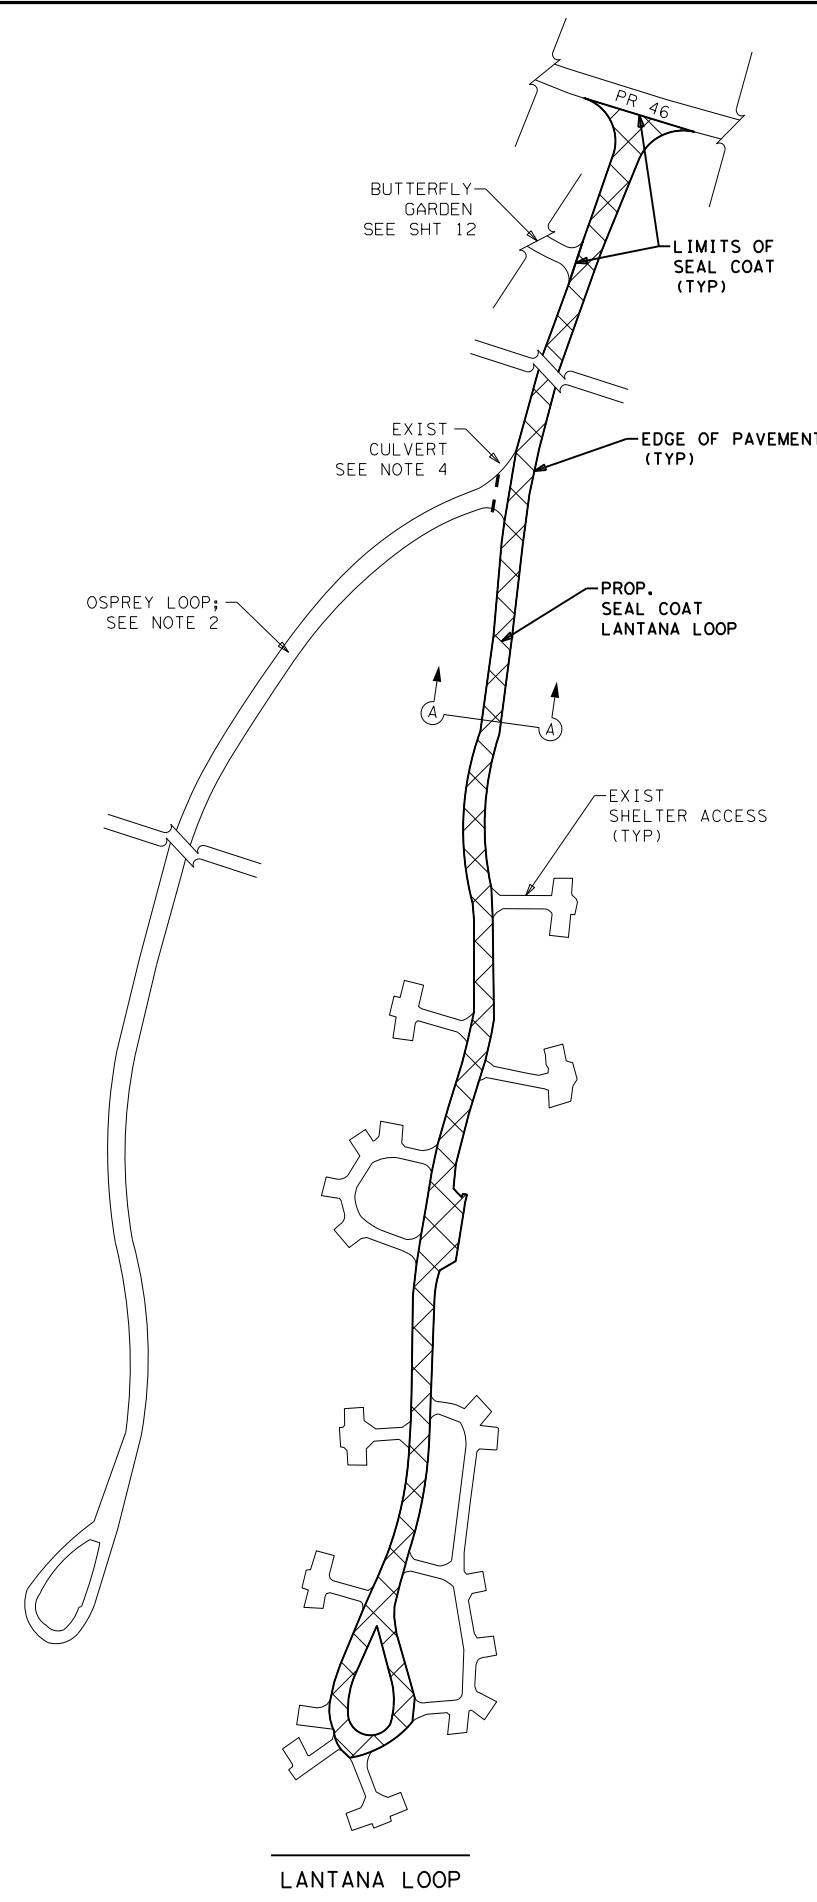 PR 46
BUTTERFLY
GARDEN
SEE SHT 12
LIMITS OF
SEAL COAT
(TYP)
EXIST
CULVERT
SEE NOTE 4
EDGE OF PAVEMENT
(TYP)
PROP.
SEAL COAT
LANTANA LOOP
OSPREY LOOP;
SEE NOTE 2
A
A
EXIST
SHELTER ACCESS
(TYP)
LANTANA LOOP